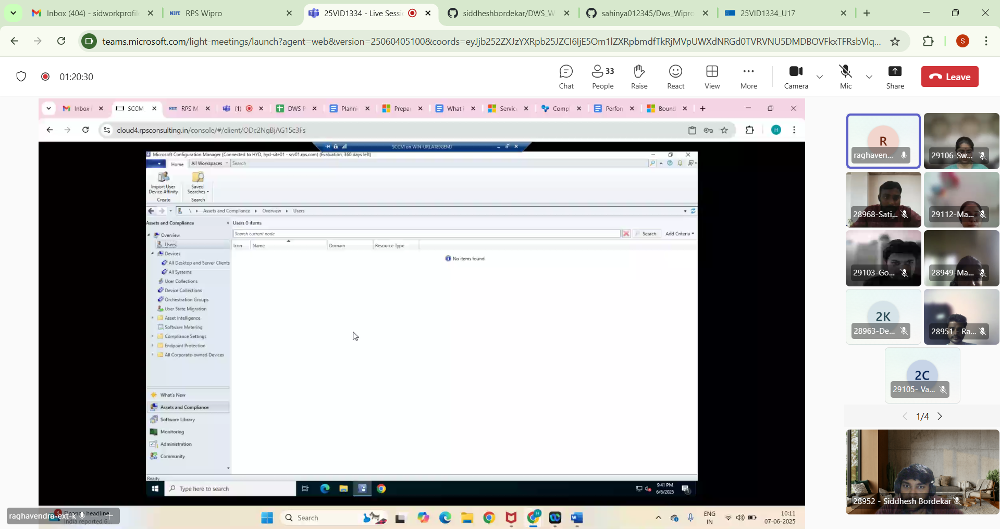 Inbox (404) - sidworkprofil
RPS Wipro
25VID1334 - Live Sessi
siddheshbordekar/DWS_W
sahinya012345/Dws_Wipro
25VID1334_U17
teams.microsoft.com/light-meetings/launch?agent=web&version=25060405100&coords=
S
01:20:30
Chat
33
People
Raise
React
View
More
Camera
Mic
Share
Leave
Inbox
SCCM
RPS M
(1)
DWS P
Planni
Prepa
What i
Servic
Comp
Perfor
Bound
cloud4.rpsconsulting.in/console/#/client/ODc2NgBjAG15c3Fs
H
SCCM on WIN-URLAT89GEMJ
Microsoft Configuration Manager (Connected to HYD, hyd-site01 - srv01.rps.com) (Evaluation, 360 days left)
Home
All Workspaces
Search
Import User Device Affinity
Saved Searches
Create
Search
\ Assets and Compliance Overview Users
Assets and Compliance
Users 0 items
Search current node
Search
Add Criteria
Icon Name Domain Resource Type
No items found.
Overview
Users
Devices
All Desktop and Server Clients
All Systems
User Collections
Device Collections
Orchestration Groups
User State Migration
Asset Intelligence
Software Metering
Compliance Settings
Endpoint Protection
All Corporate-owned Devices
What's New
Assets and Compliance
Software Library
Monitoring
Administration
Community
Ready
Type here to search
9:41 PM
6/6/2025
R
raghaven...
29106-Sw...
28968-Sati...
29112-Ma...
29103-Go...
28949-Ma...
2K
28963-De...
28951 - Ra...
2C
29105- Va...
1/4
28952 - Siddhesh Bordekar
raghavendra-ext-k
Search
ENG
IN
10:11
07-06-2025